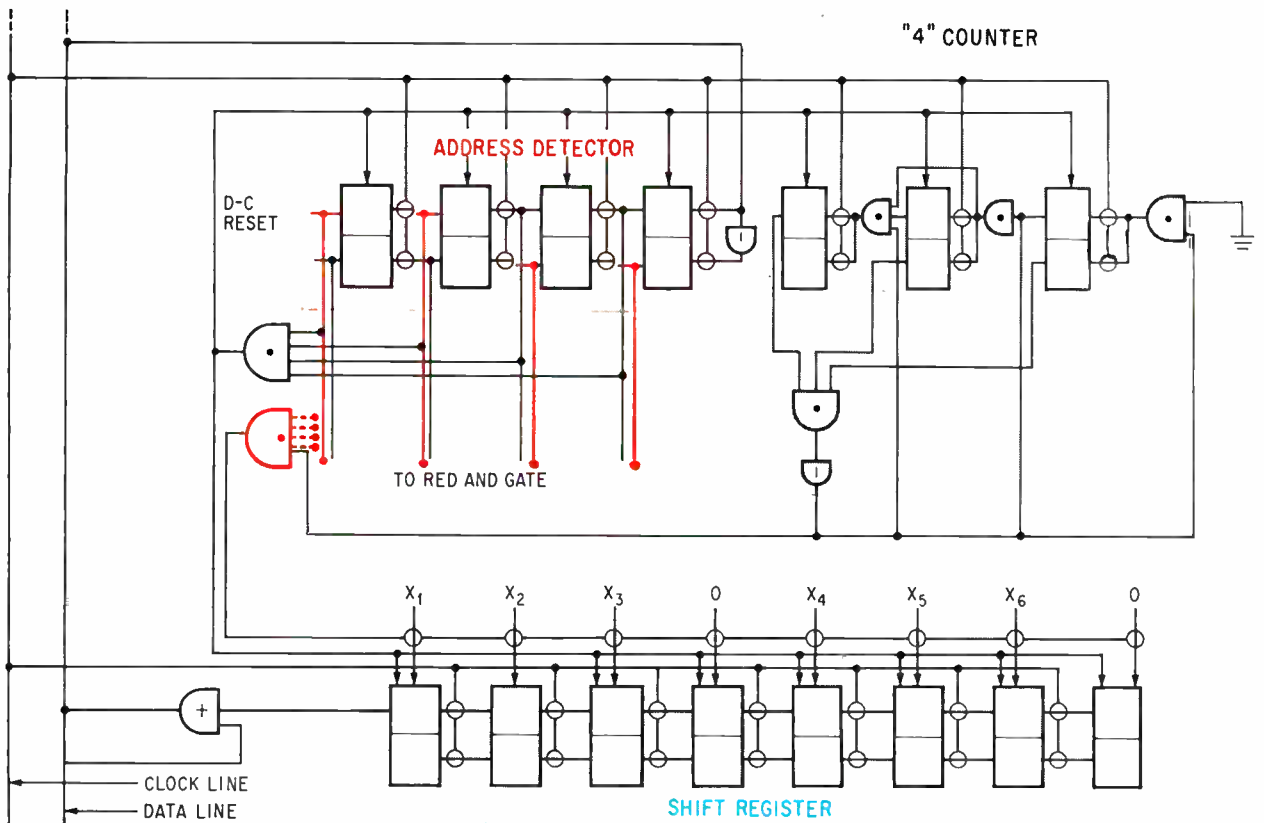 "4" COUNTER
ADDRESS DETECTOR
D-C
RESET
TO RED AND GATE
X1 X2 X3 0 X4 X5 X6 0
+
CLOCK LINE
DATA LINE
SHIFT REGISTER